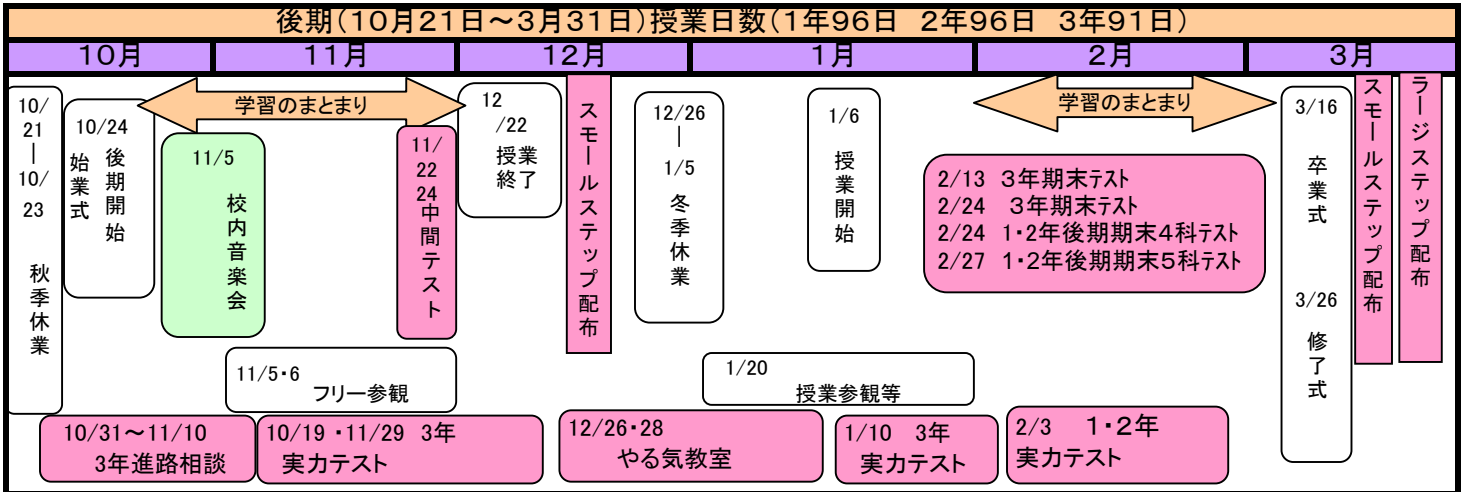 後期(10月21日~3月31日)授業日数(1年96日 2年96日 3年91日)
10月
11月
12月
1月
2月
3月
学習のまとまり
学習のまとまり
10/
21
|
10/
23
秋季休業
10/24
後期開始
始業式
11/5
校内音楽会
11/
22
24
中間テスト
12
/22
授業
終了
スモールステップ配布
12/26
|
1/5
冬季休業
1/6
授業開始
2/13 3年期末テスト
2/24 3年期末テスト
2/24 1・2年後期期末4科テスト
2/27 1・2年後期期末5科テスト
3/16
卒業式
3/26
修了式
スモールステップ配布
ラージステップ配布
11/5・6
フリー参観
1/20
授業参観等
10/31~11/10
3年進路相談
10/19・11/29 3年
実力テスト
12/26・28
やる気教室
1/10 3年
実力テスト
2/3 1・2年
実力テスト